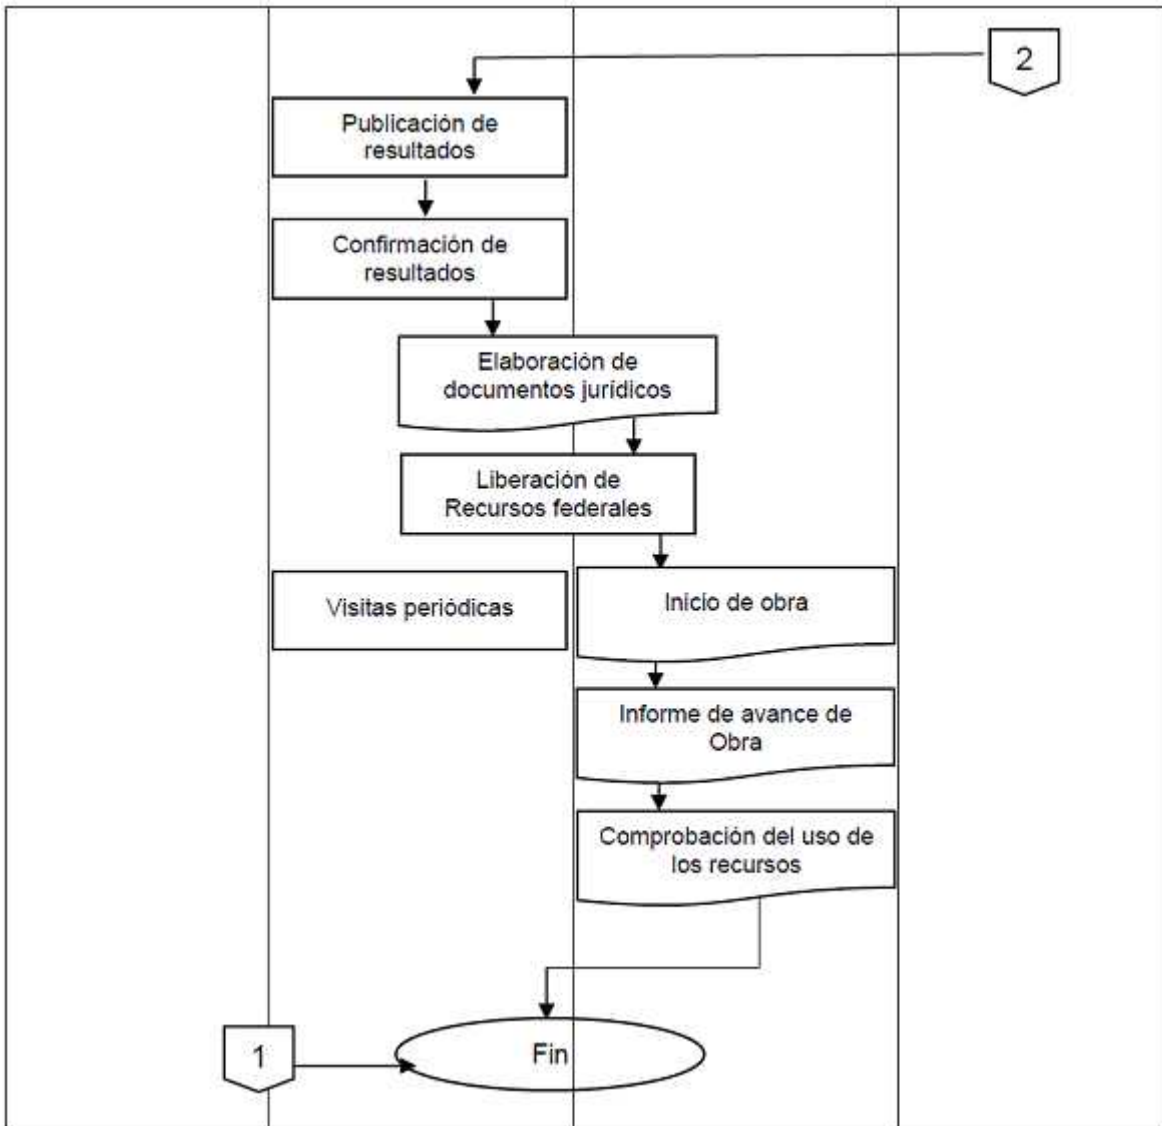 2
Publicación de
resultados
Confirmación de
resultados
Elaboración de
documentos jurídicos
Liberación de
Recursos federales
Visitas periódicas
Inicio de obra
Informe de avance de
Obra
Comprobación del uso de
los recursos
1
Fin